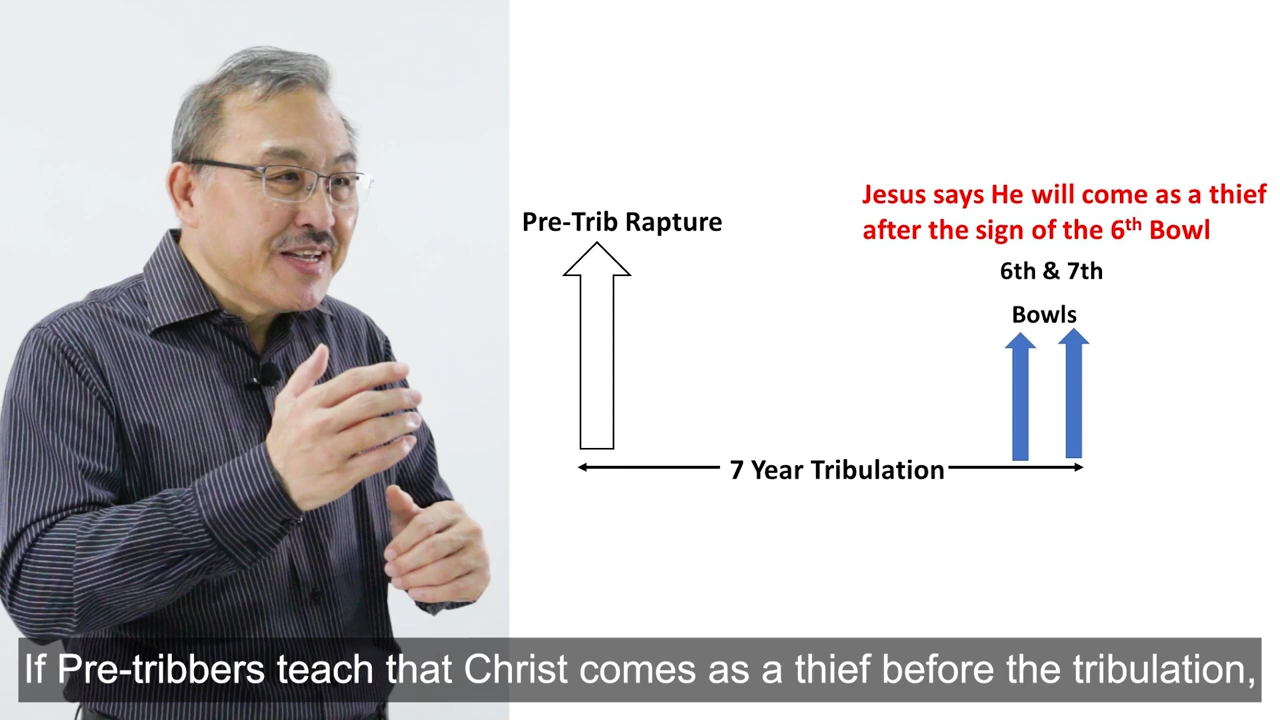 Jesus says He will come as a thief
after the sign of the 6th Bowl
Pre-Trib Rapture
6th & 7th
Bowls
7 Year Tribulation
If Pre-tribbers teach that Christ comes as a thief before the tribulation,